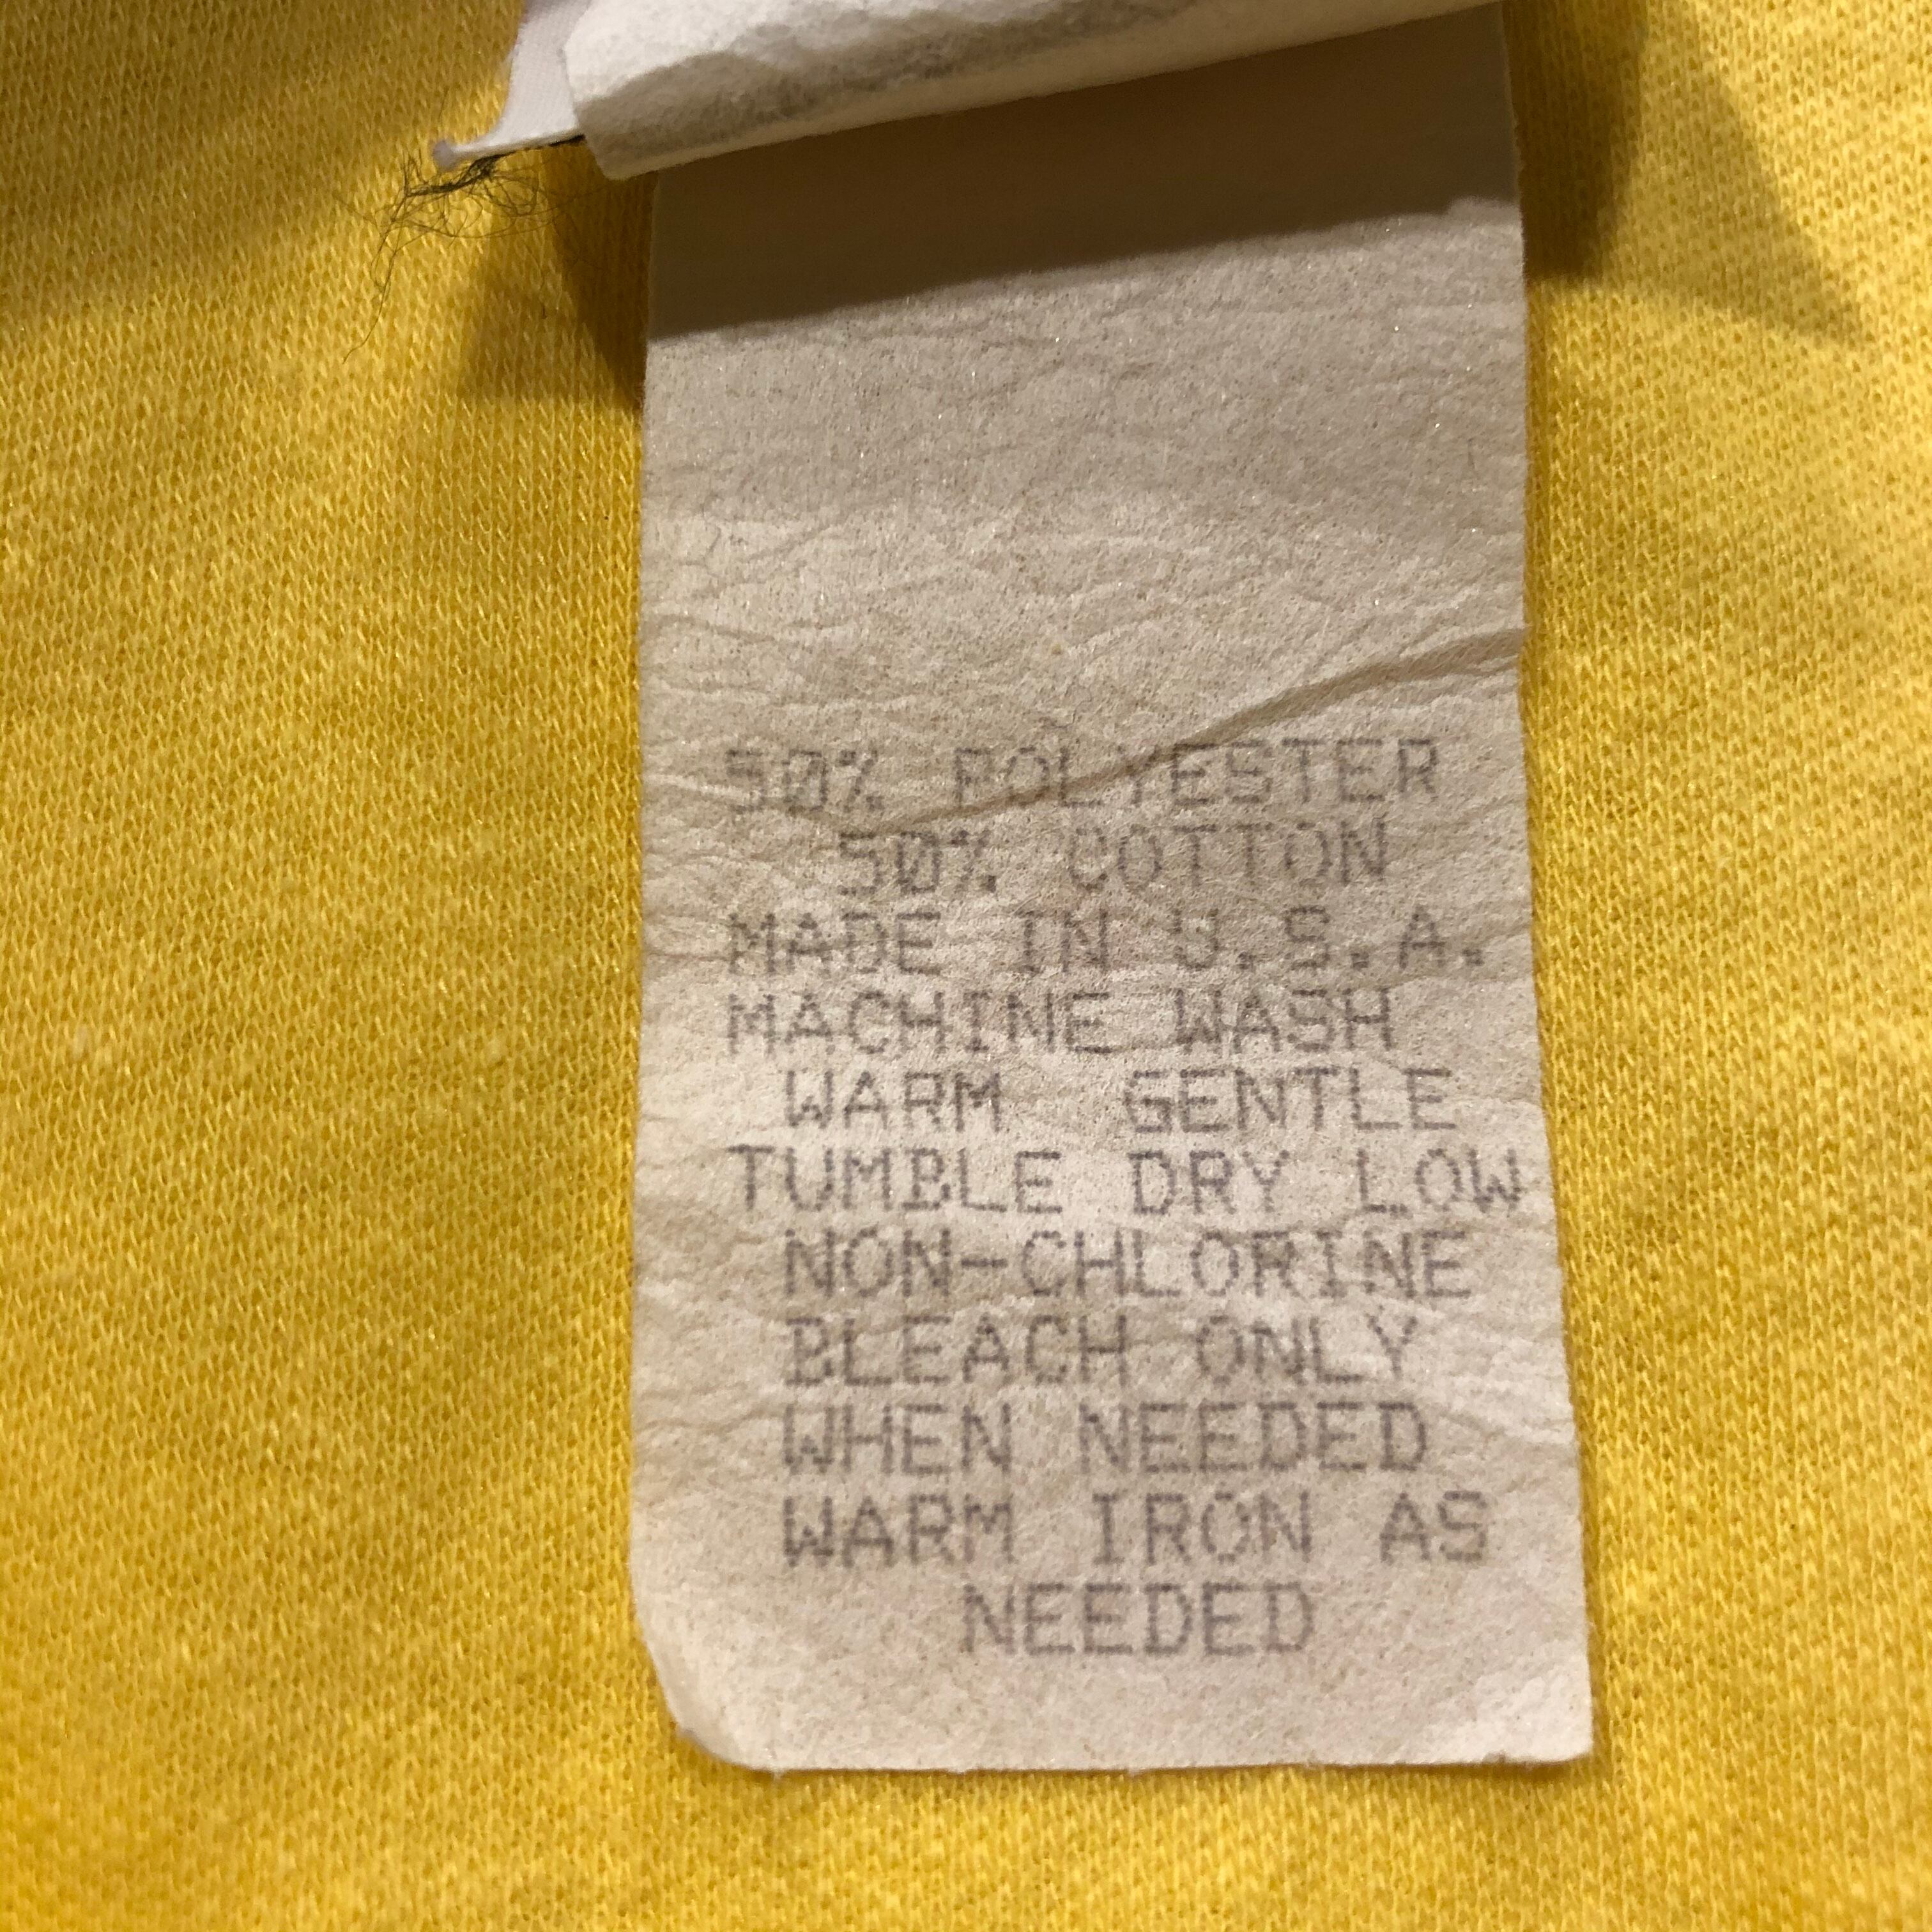 50% POLYESTER
50% COTTON
MADE IN U.S.A.
MACHINE WASH
WARM GENTLE
TUMBLE DRY LOW
NON-CHLORINE
BLEACH ONLY
WHEN NEEDED
WARM IRON AS
NEEDED